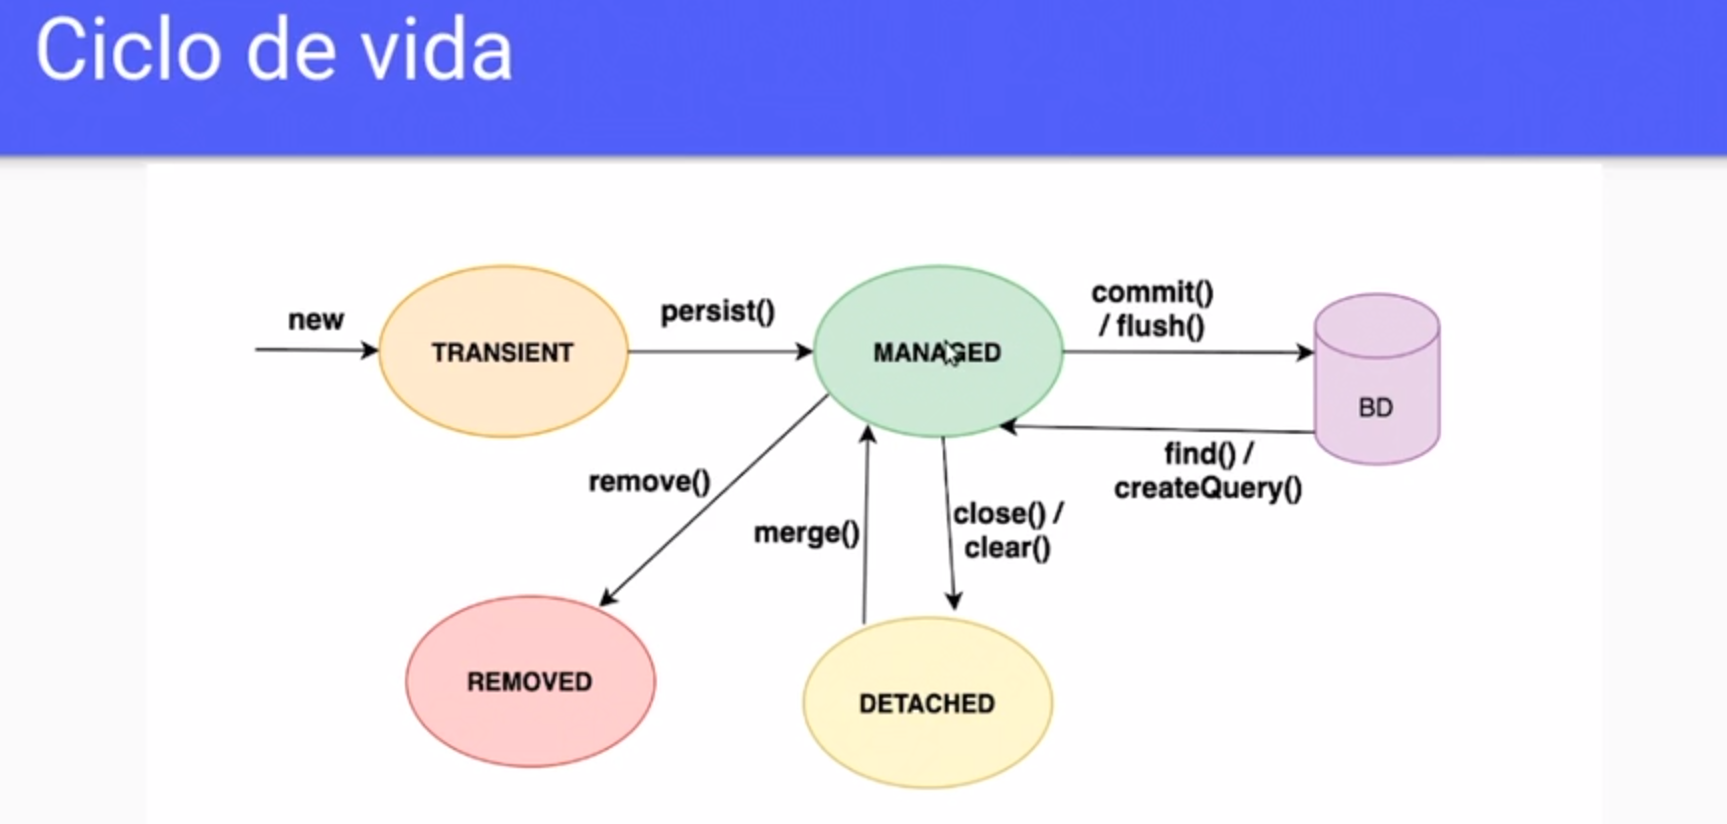 Ciclo de vida
new
TRANSIENT
persist()
MANAGED
commit()
/ flush()
BD
find() /
createQuery()
remove()
merge()
close() /
clear()
REMOVED
DETACHED